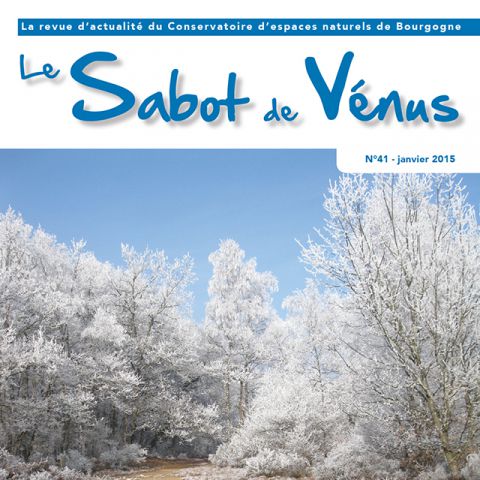 La revue d'actualité du Conservatoire d'espaces naturels de Bourgogne
Le Sabot de Vénus
N°41 - janvier 2015